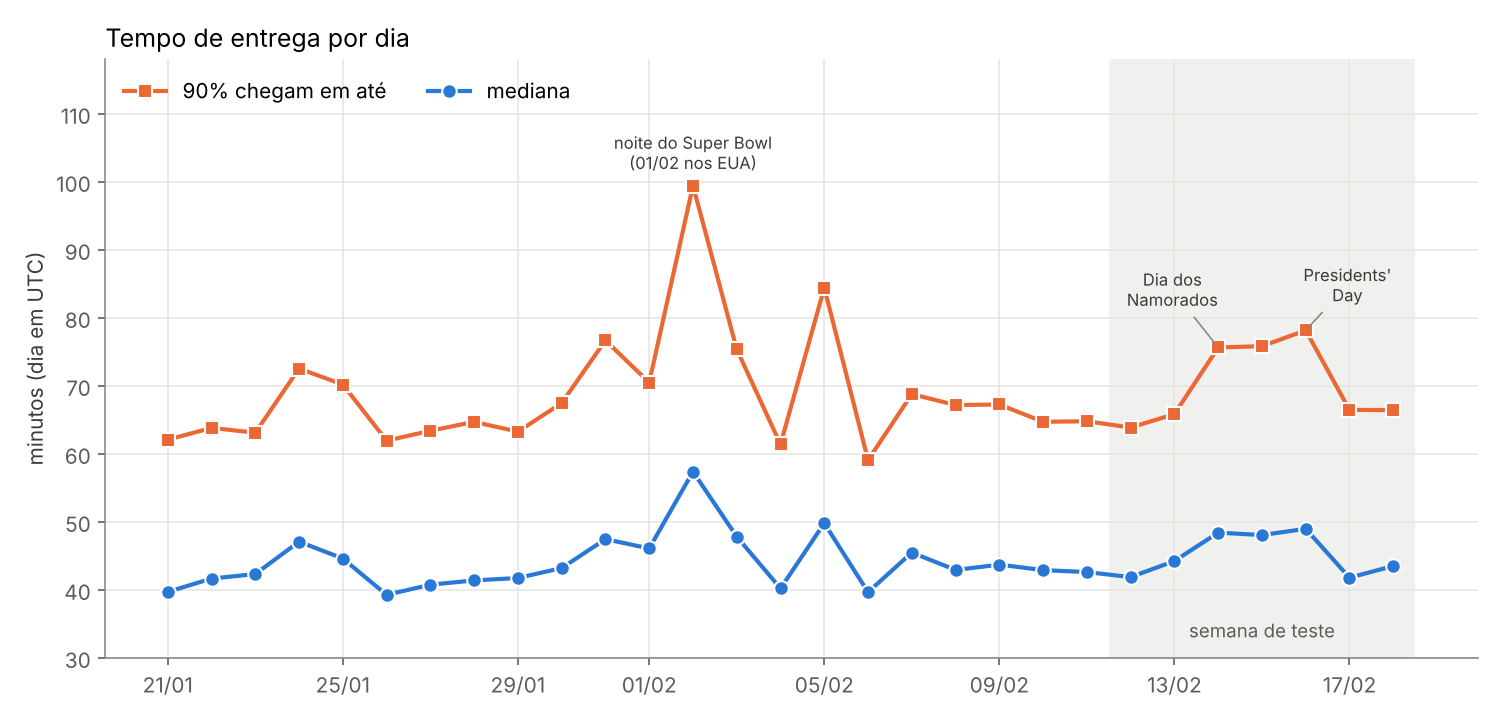 Tempo de entrega por dia
90% chegam em até
mediana
noite do Super Bowl
(01/02 nos EUA)
Dia dos
Namorados
Presidents'
Day
semana de teste
minutos (dia em UTC)
110
100
90
80
70
60
50
40
30
21/01
25/01
29/01
01/02
05/02
09/02
13/02
17/02